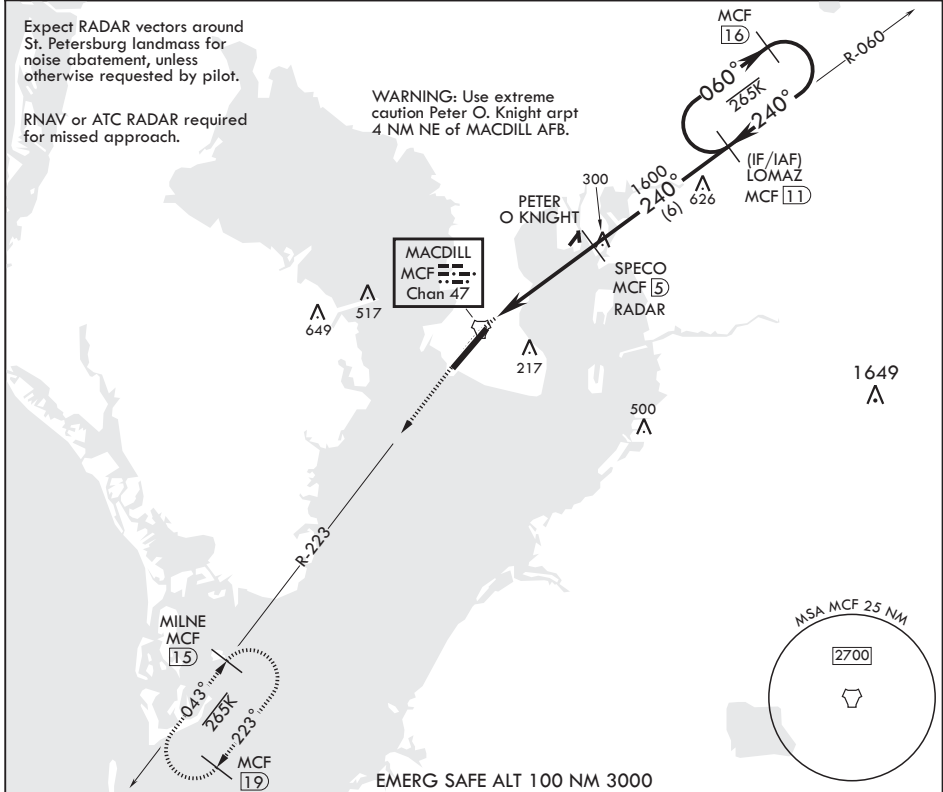 Expect RADAR vectors around
St. Petersburg landmass for
noise abatement, unless
otherwise requested by pilot.
RNAV or ATC RADAR required
for missed approach.
WARNING: Use extreme
caution Peter O. Knight arpt
4 NM NE of MACDILL AFB.
MCF
16
R-060
060°
265K
240°
(IF/IAF)
LOMAZ
MCF 11
1600
240°
(6)
626
300
PETER
O KNIGHT
SPECO
MCF 5
RADAR
MACDILL
MCF
Chan 47
649
517
217
500
1649
R-223
MILNE
MCF
15
043°
265K
223°
MCF
19
MSA MCF 25 NM
2700
EMERG SAFE ALT 100 NM 3000